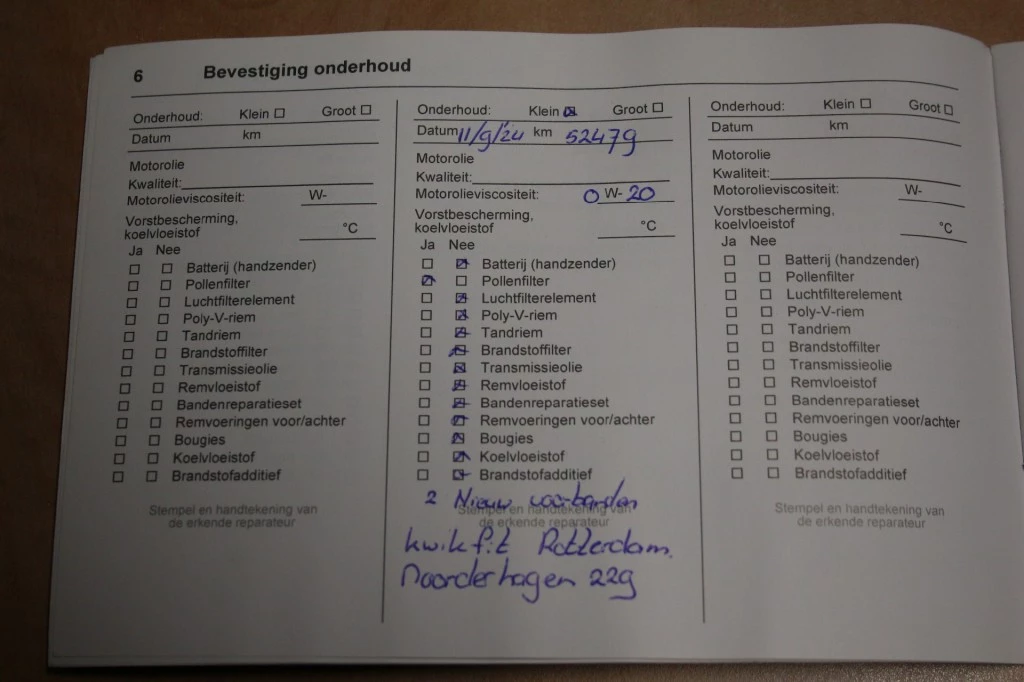 6 Bevestiging onderhoud
Onderhoud: Klein ☐ Groot ☐
Datum km
Motorolie
Kwaliteit:
Motorolieviscositeit: W-
Vorstbescherming,
koelvloeistof °C
Ja Nee
☐ ☐ Batterij (handzender)
☐ ☐ Pollenfilter
☐ ☐ Luchtfilterelement
☐ ☐ Poly-V-riem
☐ ☐ Tandriem
☐ ☐ Brandstoffilter
☐ ☐ Transmissieolie
☐ ☐ Remvloeistof
☐ ☐ Bandenreparatieset
☐ ☐ Remvoeringen voor/achter
☐ ☐ Bougies
☐ ☐ Koelvloeistof
☐ ☐ Brandstofadditief
Stempel en handtekening van
de erkende reparateur
Onderhoud: Klein ☒ Groot ☐
Datum 11/9/24 km 52479
Motorolie
Kwaliteit:
Motorolieviscositeit: 0 W- 20
Vorstbescherming,
koelvloeistof °C
Ja Nee
☐ ☒ Batterij (handzender)
☒ ☐ Pollenfilter
☐ ☒ Luchtfilterelement
☐ ☒ Poly-V-riem
☐ ☒ Tandriem
☐ ☒ Brandstoffilter
☐ ☒ Transmissieolie
☐ ☒ Remvloeistof
☐ ☒ Bandenreparatieset
☐ ☒ Remvoeringen voor/achter
☐ ☒ Bougies
☐ ☒ Koelvloeistof
☐ ☒ Brandstofadditief
2 Nieuw voorbanden
Stempel en handtekening van
de erkende reparateur
kwik fit Rotterdam.
Noorderhagen 229
Onderhoud: Klein ☐ Groot ☐
Datum km
Motorolie
Kwaliteit:
Motorolieviscositeit: W-
Vorstbescherming,
koelvloeistof °C
Ja Nee
☐ ☐ Batterij (handzender)
☐ ☐ Pollenfilter
☐ ☐ Luchtfilterelement
☐ ☐ Poly-V-riem
☐ ☐ Tandriem
☐ ☐ Brandstoffilter
☐ ☐ Transmissieolie
☐ ☐ Remvloeistof
☐ ☐ Bandenreparatieset
☐ ☐ Remvoeringen voor/achter
☐ ☐ Bougies
☐ ☐ Koelvloeistof
☐ ☐ Brandstofadditief
Stempel en handtekening van
de erkende reparateur